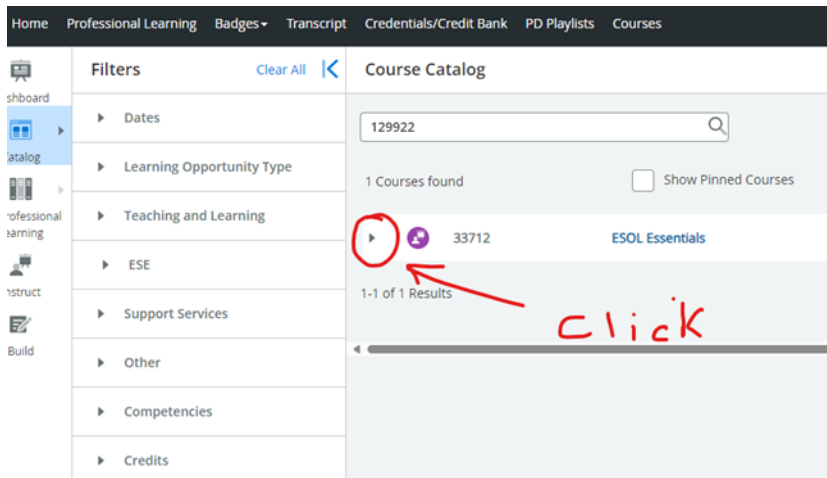 Home Professional Learning Badges Transcript Credentials/Credit Bank PD Playlists Courses
Filters Clear All
Course Catalog
shboard
atalog
rofessional
earning
nstruct
Build
Dates
Learning Opportunity Type
Teaching and Learning
ESE
Support Services
Other
Competencies
Credits
129922
1 Courses found Show Pinned Courses
33712 ESOL Essentials
1-1 of 1 Results
click